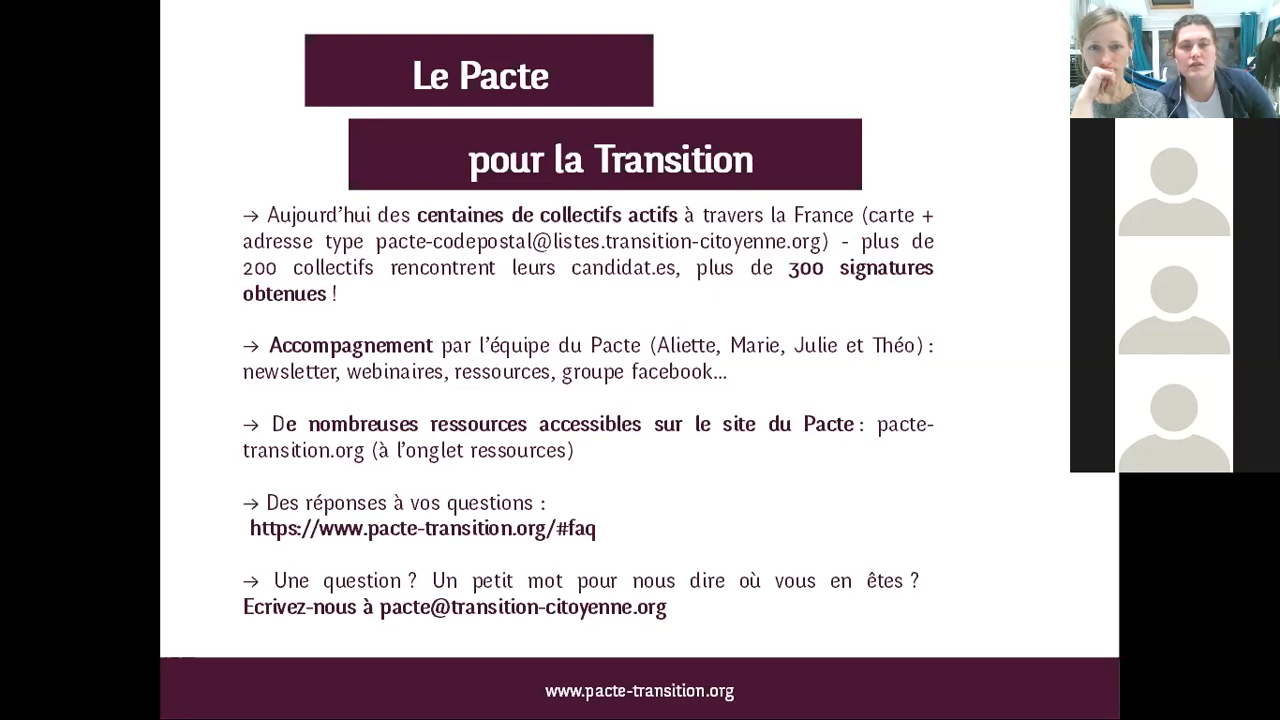 Le Pacte
pour la Transition
→ Aujourd’hui des centaines de collectifs actifs à travers la France (carte +
adresse type pacte-codepostal@listes.transition-citoyenne.org) - plus de
200 collectifs rencontrent leurs candidat.es, plus de 300 signatures
obtenues !
→ Accompagnement par l’équipe du Pacte (Aliette, Marie, Julie et Théo) :
newsletter, webinaires, ressources, groupe facebook...
→ De nombreuses ressources accessibles sur le site du Pacte : pacte-
transition.org (à l’onglet ressources)
→ Des réponses à vos questions :
https://www.pacte-transition.org/#faq
→ Une question ? Un petit mot pour nous dire où vous en êtes ?
Ecrivez-nous à pacte@transition-citoyenne.org
www.pacte-transition.org